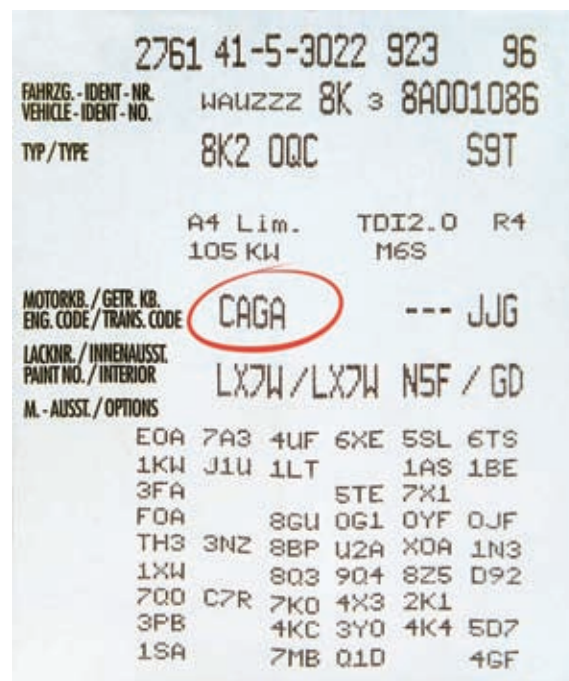 2761 41-5-3022 923 96
FAHRZG. - IDENT - NR.
VEHICLE - IDENT - NO. WAUZZZ 8K 3 8A001086
TYP / TYPE 8K2 0QC S9T
A4 Lim. TDI2.0 R4
105 KW M6S
MOTORKB. / GETR. KB.
ENG. CODE / TRANS. CODE CAGA --- JJG
LACKNR. / INNENAUSST.
PAINT NO. / INTERIOR LX7W/LX7W N5F / GD
M. - AUSST. / OPTIONS
E0A 7A3 4UF 6XE 5SL 6TS
1KW J1U 1LT 1AS 1BE
3FA 5TE 7X1
F0A 8GU 0G1 0YF 0JF
TH3 3NZ 8BP U2A X0A 1N3
1XW 8Q3 9Q4 8Z5 D92
7Q0 C7R 7K0 4X3 2K1
3PB 4KC 3Y0 4K4 5D7
1SA 7MB Q1D 4GF